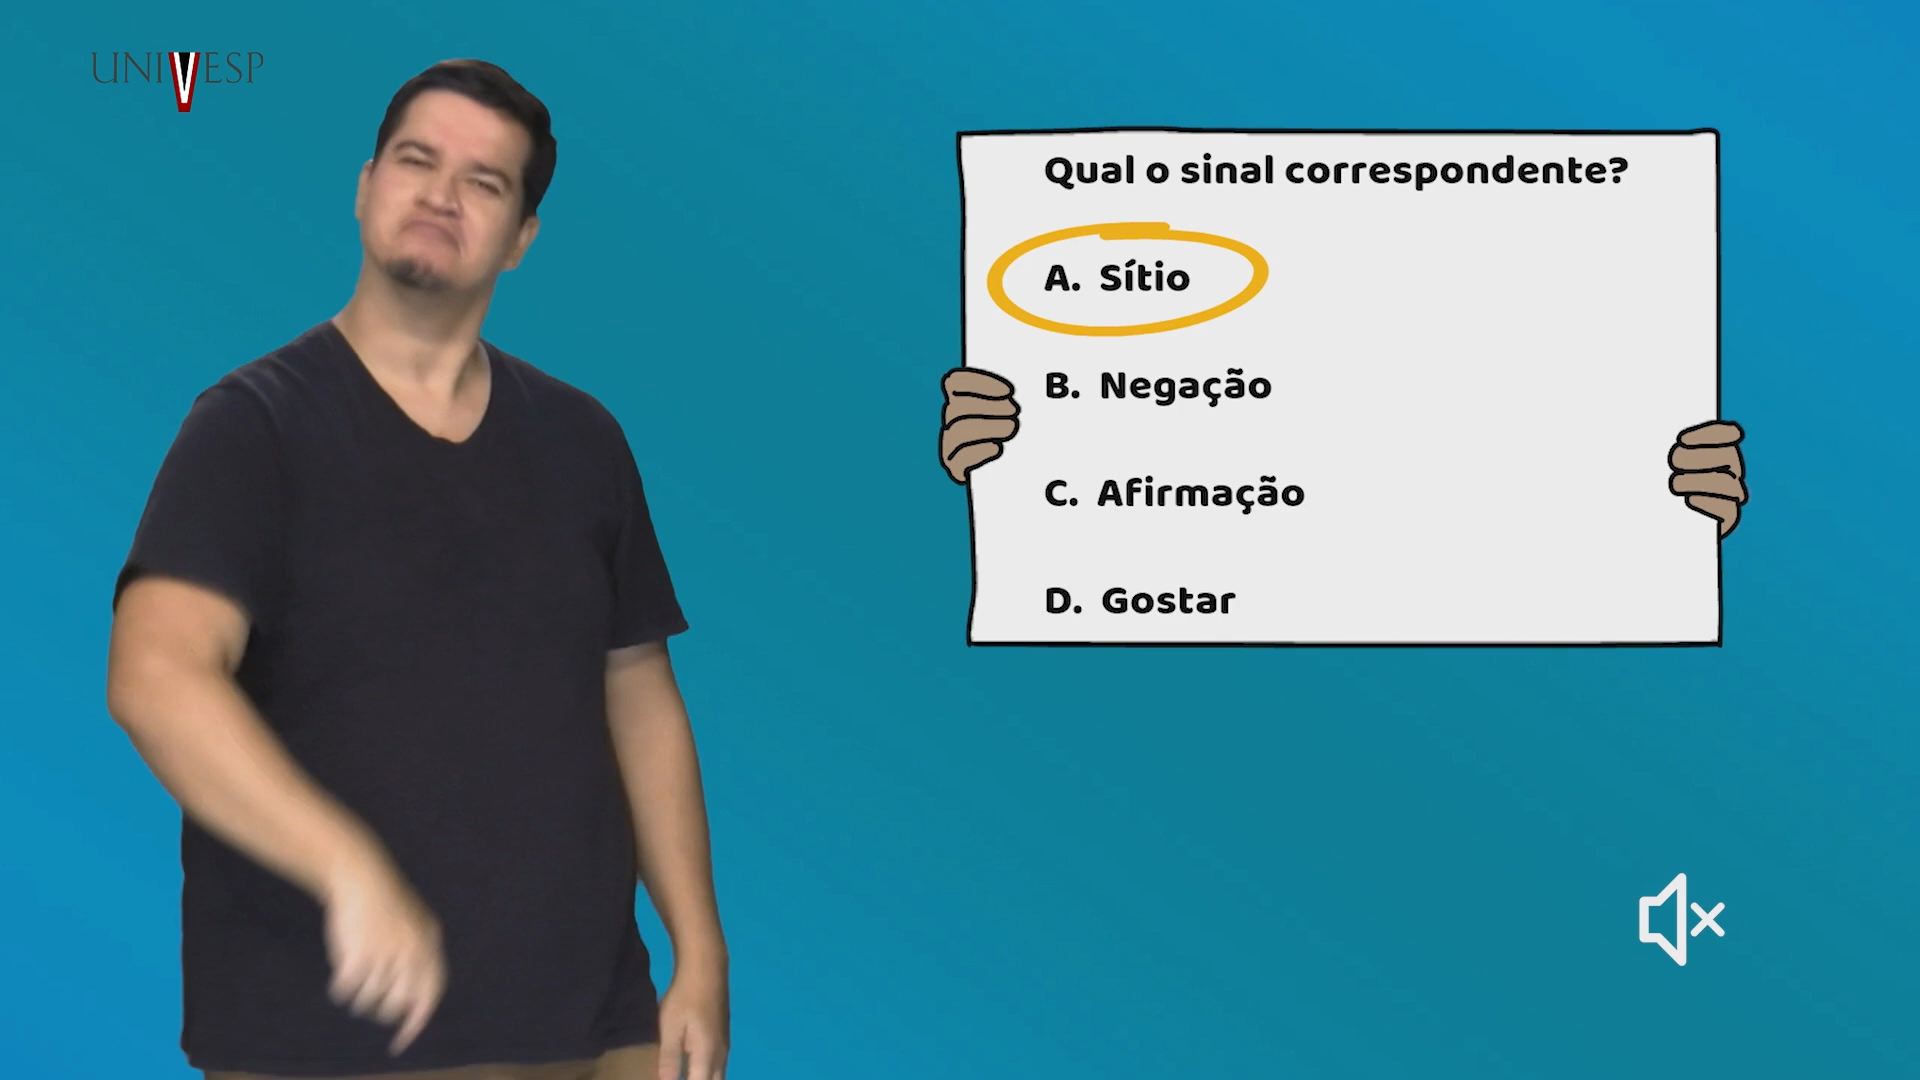 UNIVESP
Qual o sinal correspondente?
A. Sítio
B. Negação
C. Afirmação
D. Gostar